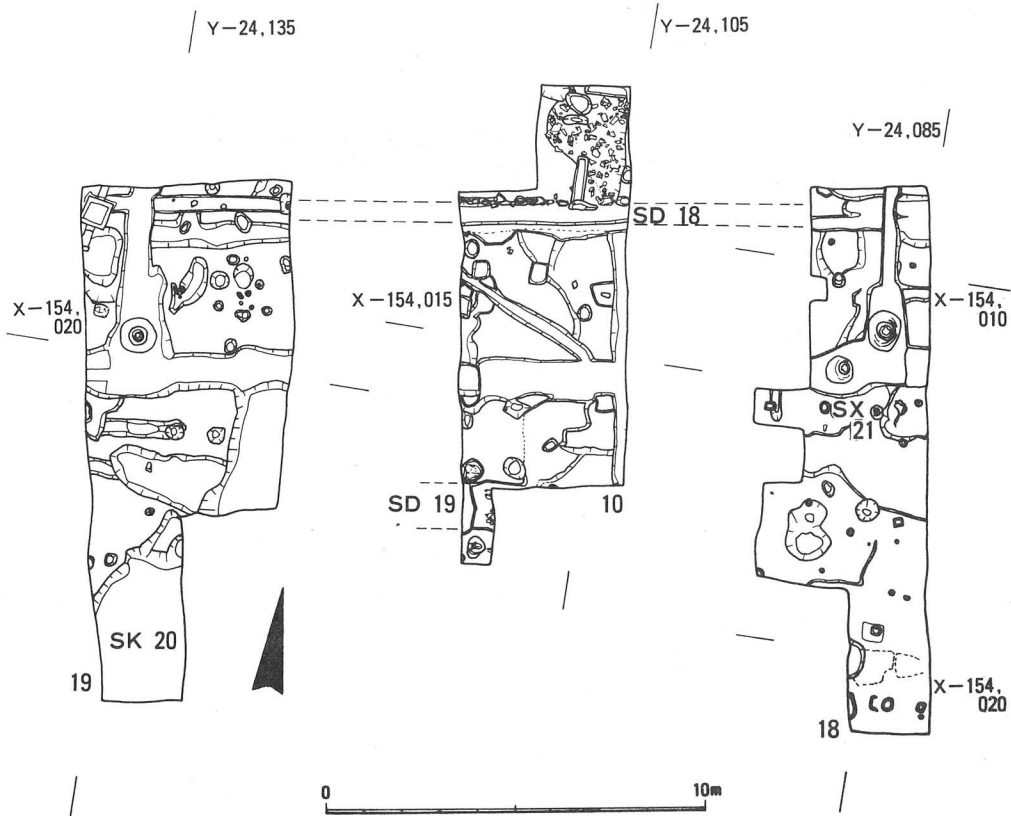 Y-24,135
Y-24,105
Y-24,085
SD 18
X-154,
020
X-154,015
X-154,
010
SX
21
SD 19
10
SK 20
19
X-154,
020
18
0
10m